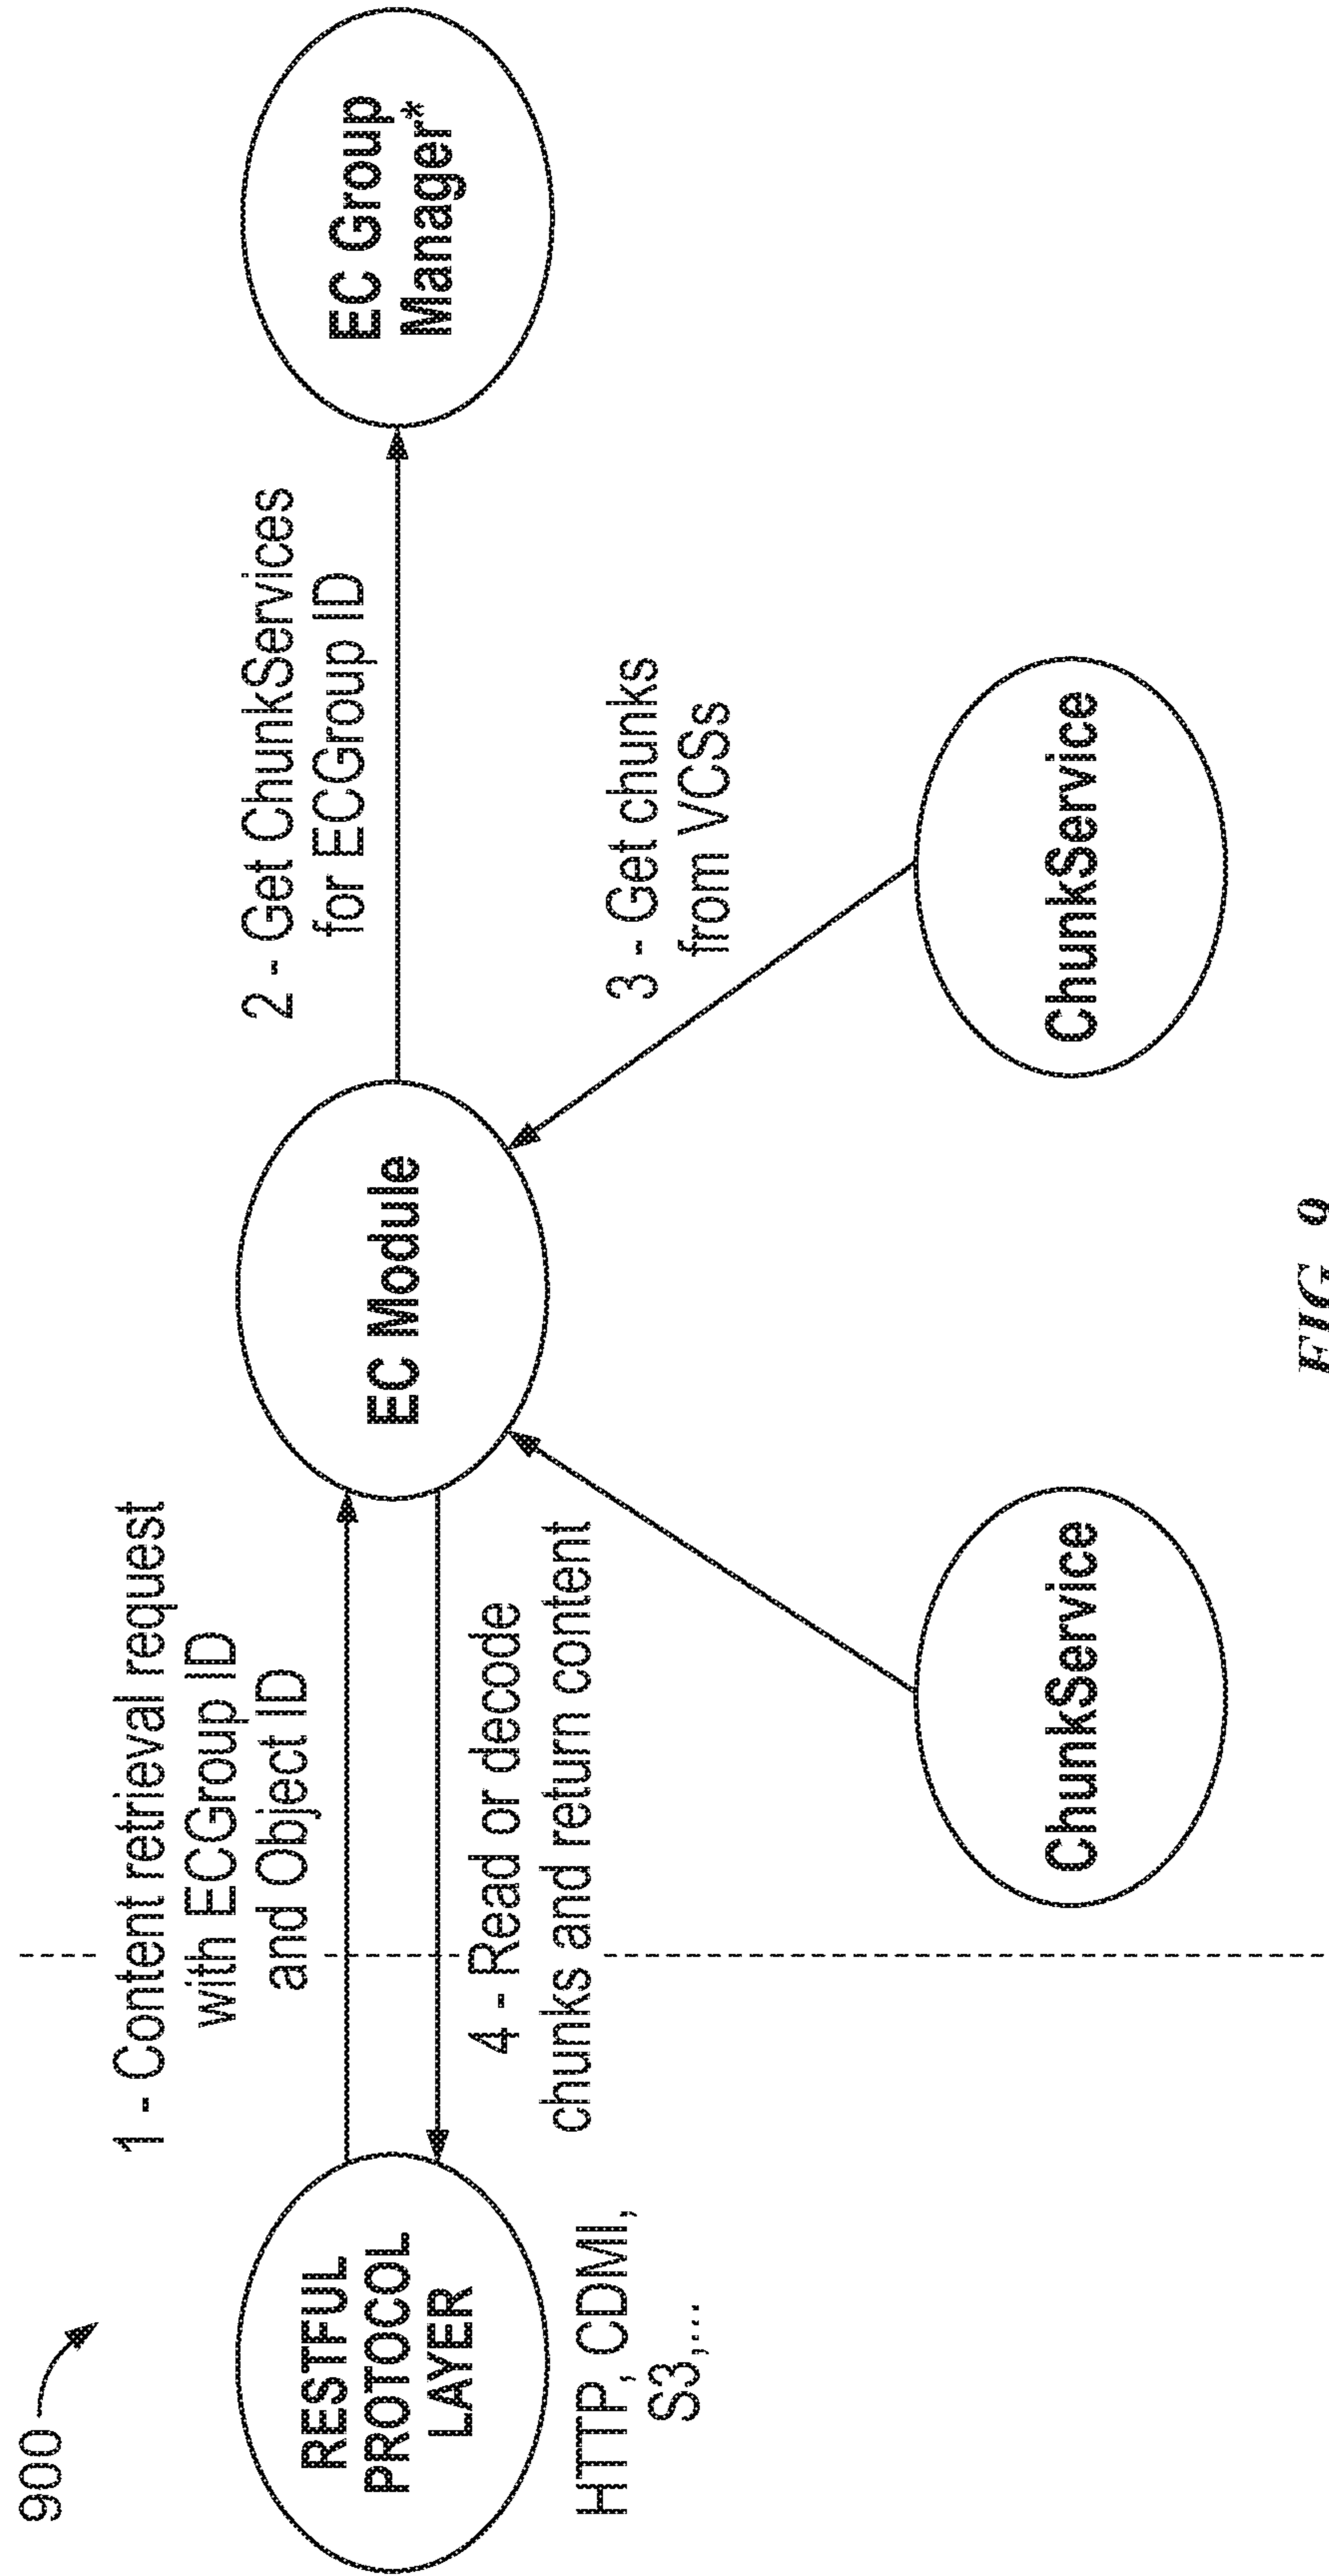 900
1 - Content retrieval request
with ECGroup ID
and Object ID
2 - Get ChunkServices
for ECGroup ID
RESTFUL
PROTOCOL
LAYER
EC Module
EC Group
Manager*
HTTP, CDMI,
S3,...
4 - Read or decode
chunks and return content
3 - Get chunks
from VCSs
ChunkService
ChunkService
FIG. 9